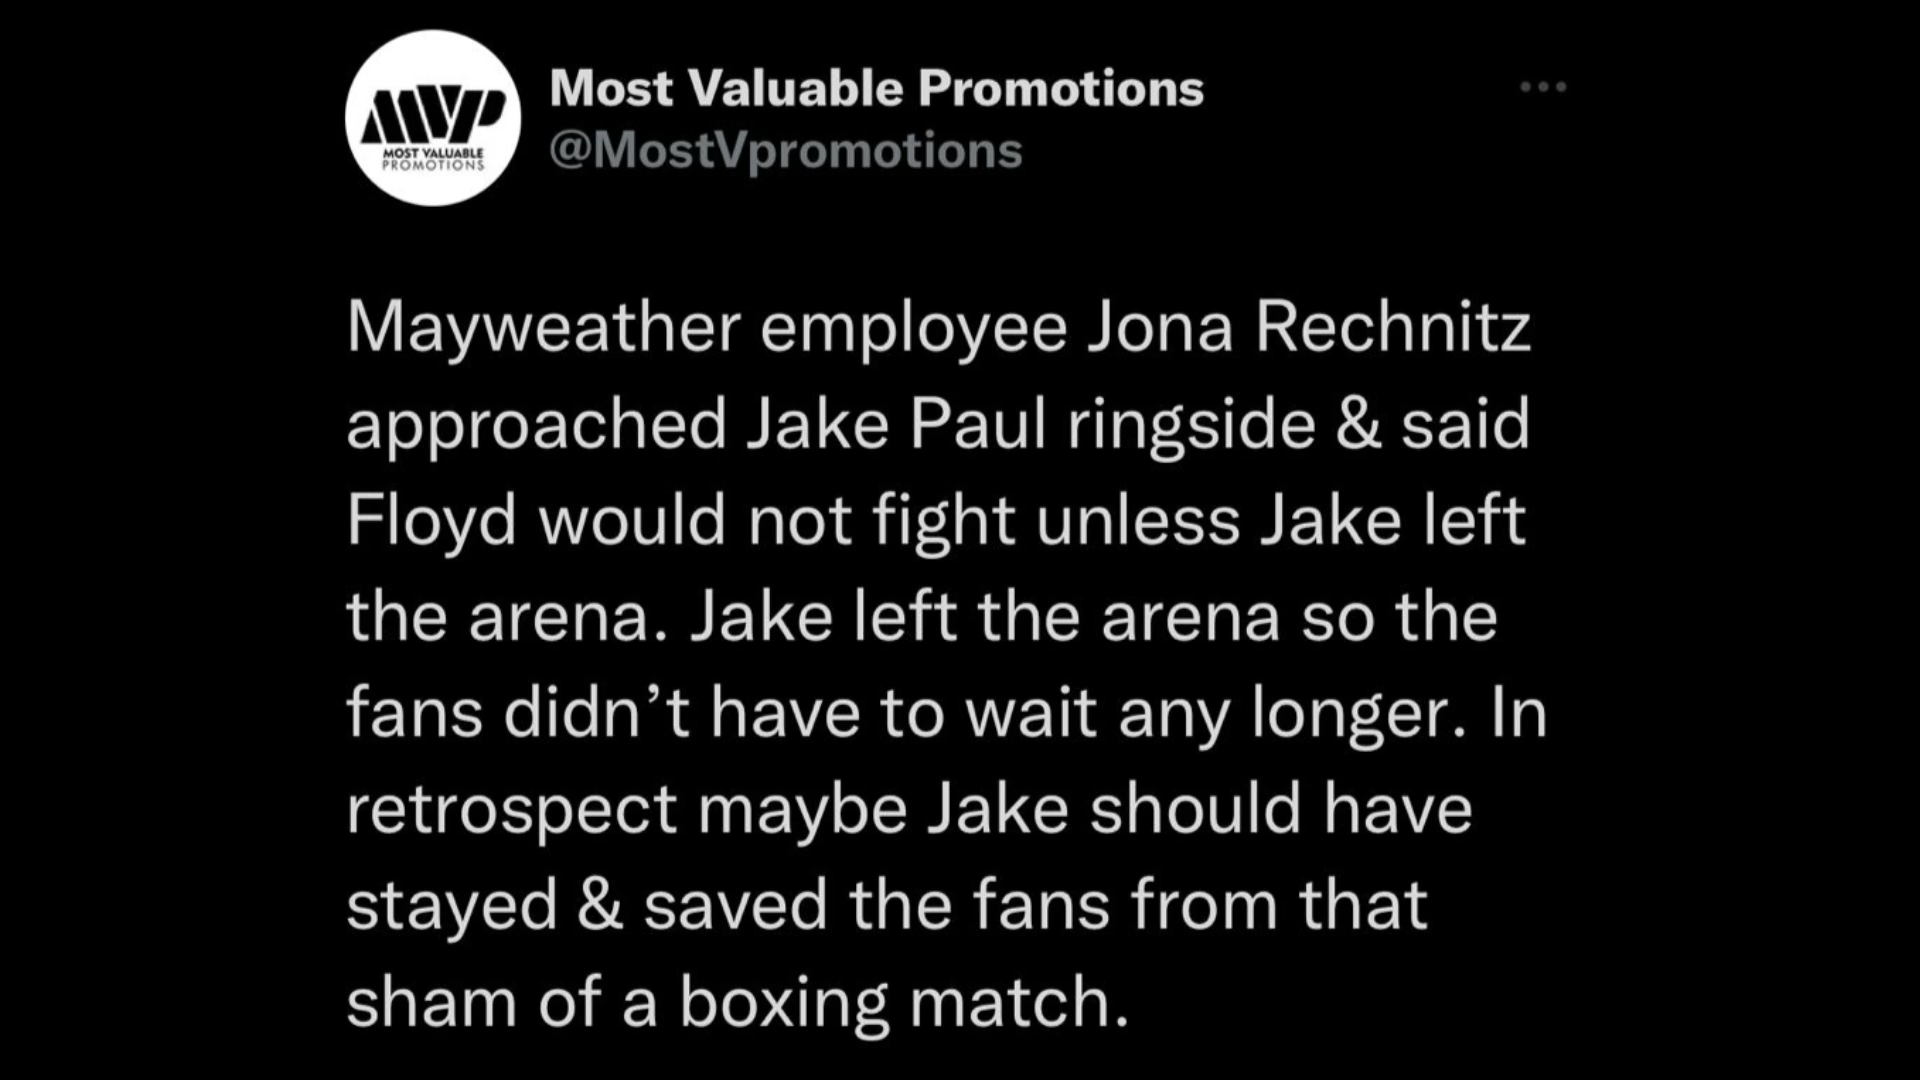 MVP
MOST VALUABLE
PROMOTIONS
Most Valuable Promotions
@MostVpromotions
Mayweather employee Jona Rechnitz
approached Jake Paul ringside & said
Floyd would not fight unless Jake left
the arena. Jake left the arena so the
fans didn’t have to wait any longer. In
retrospect maybe Jake should have
stayed & saved the fans from that
sham of a boxing match.